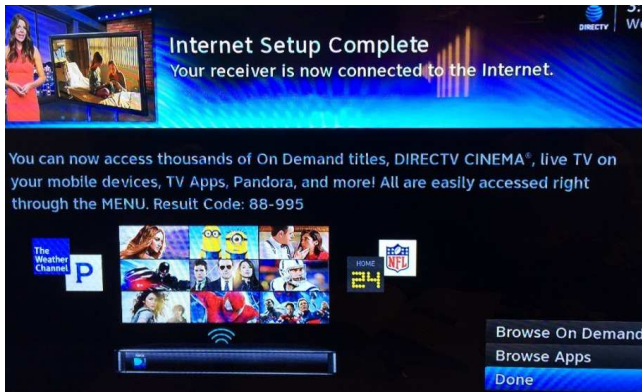 Internet Setup Complete
Your receiver is now connected to the Internet.
DIRECTV
You can now access thousands of On Demand titles, DIRECTV CINEMA®, live TV on
your mobile devices, TV Apps, Pandora, and more! All are easily accessed right
through the MENU. Result Code: 88-995
The
Weather
Channel
P
HOME
24
NFL
Browse On Demand
Browse Apps
Done